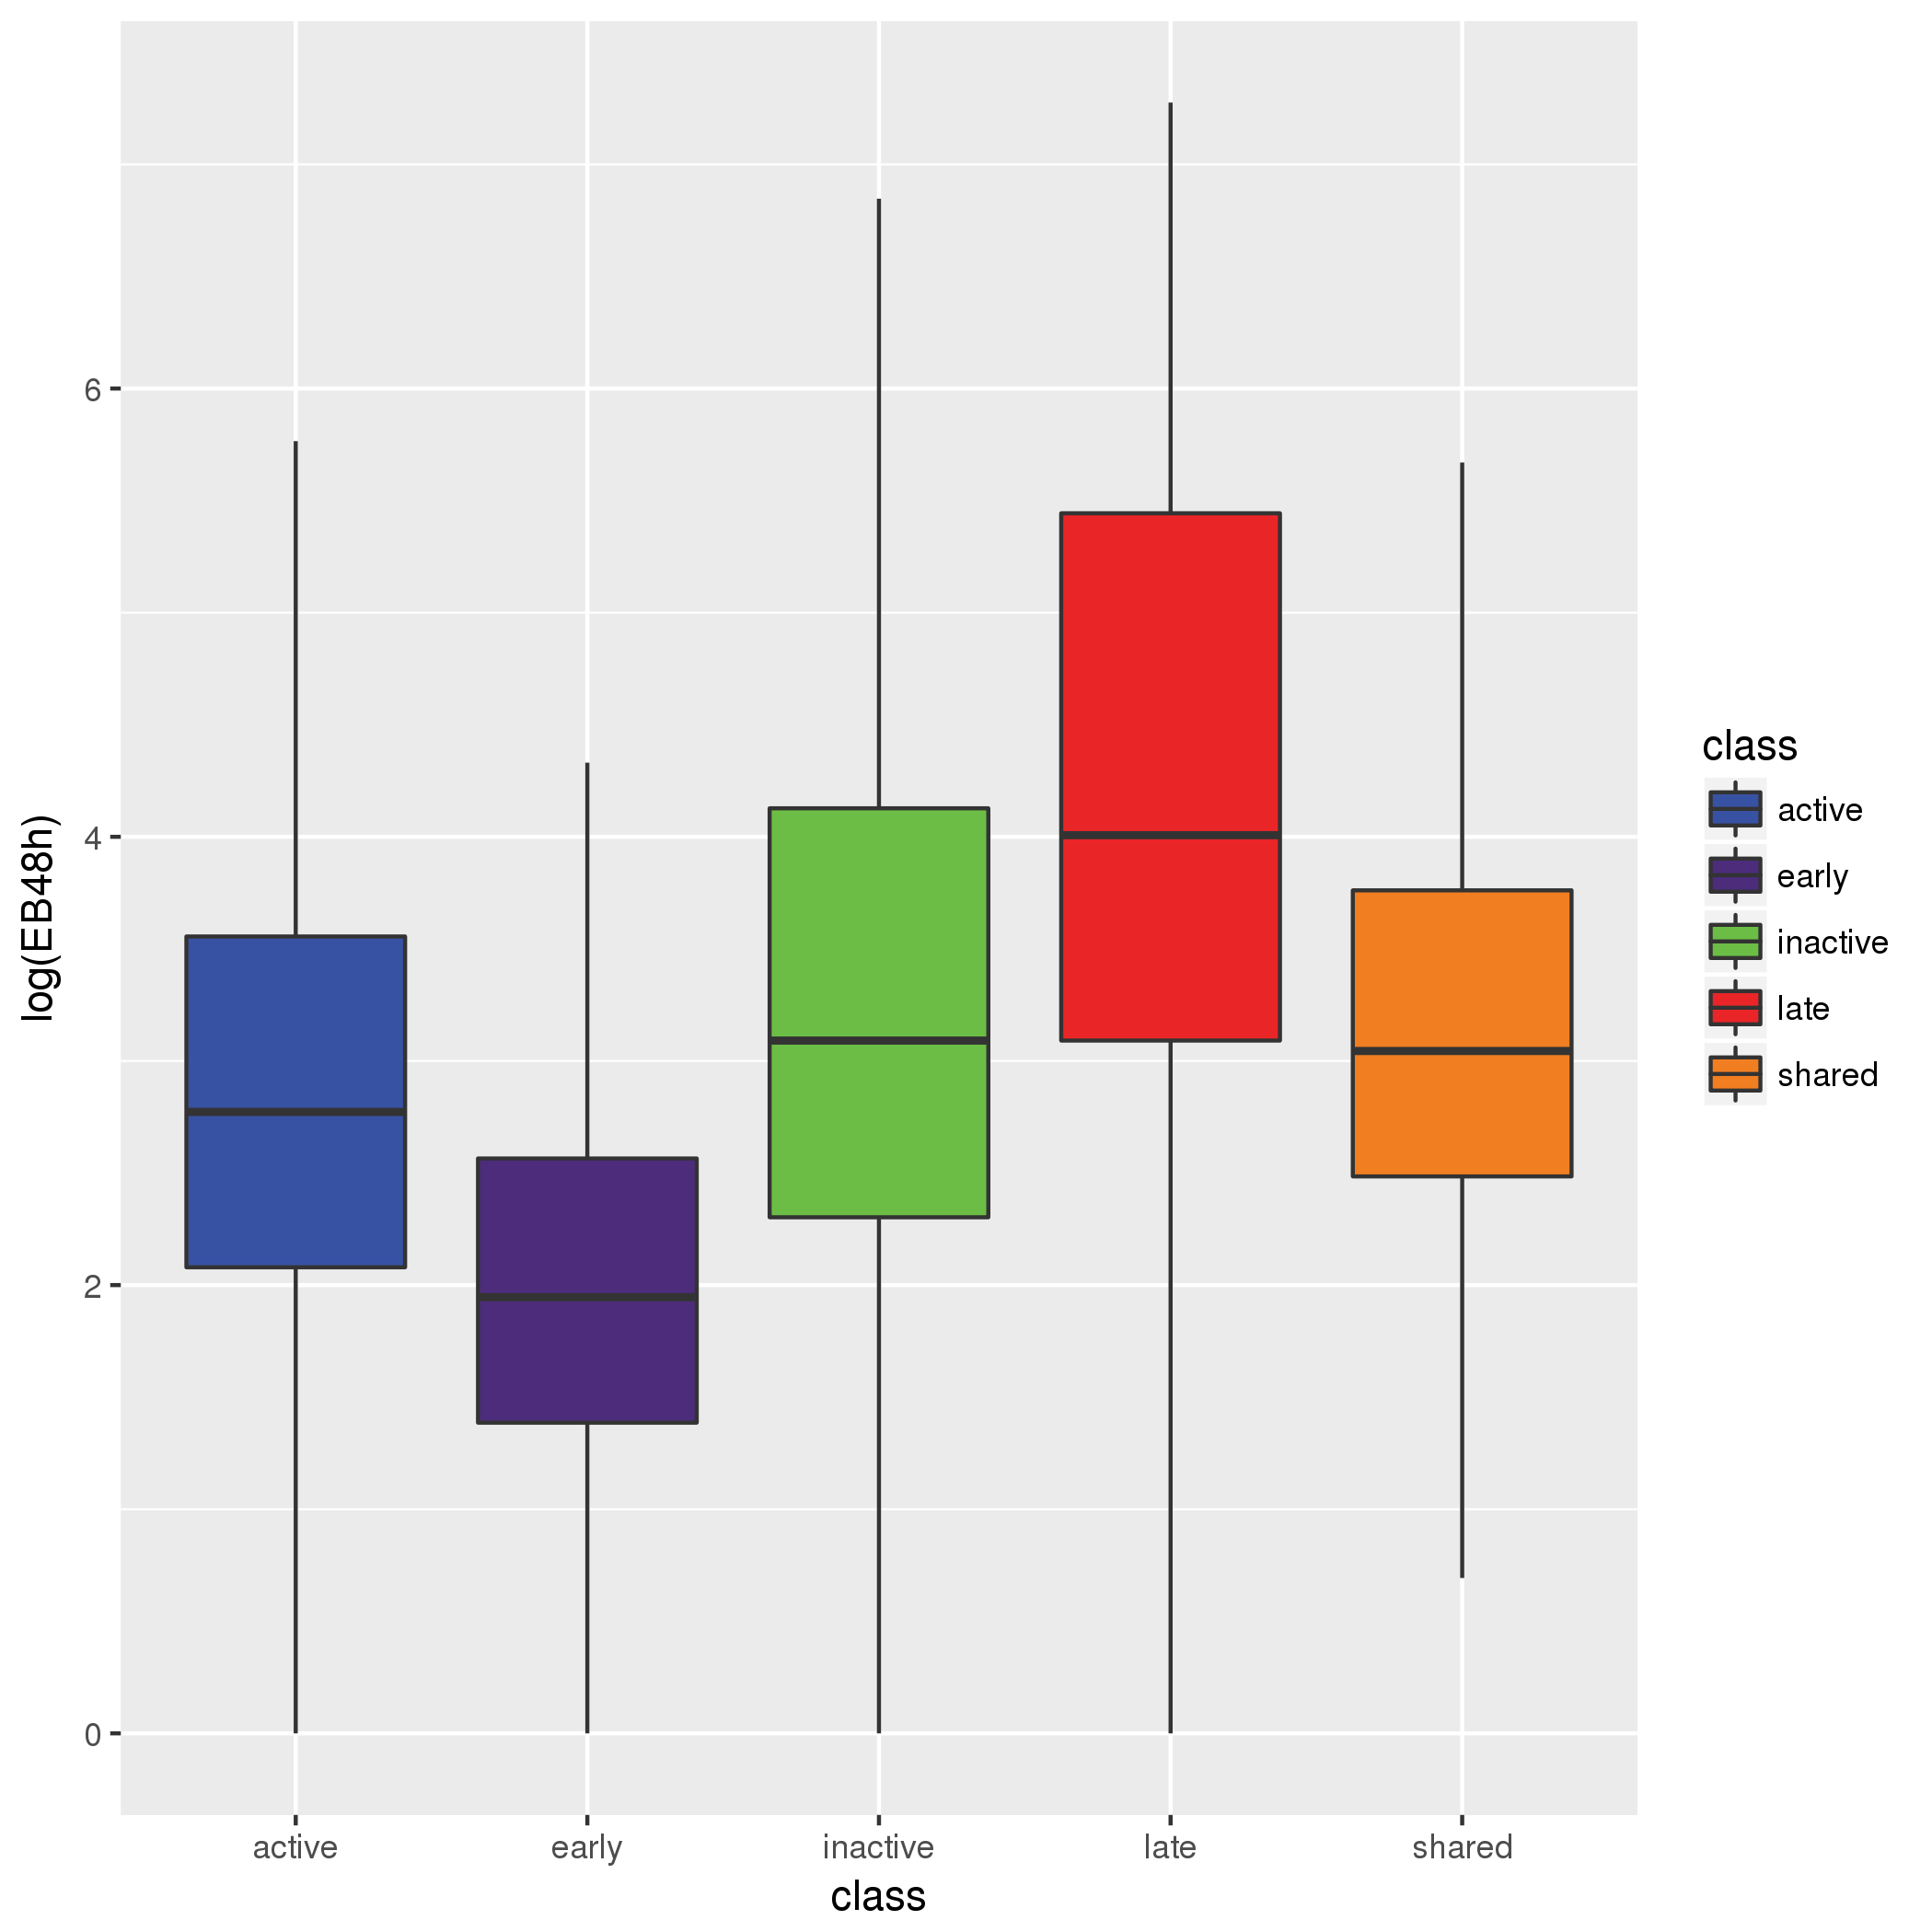 log(EB48h)
6
4
2
0
active early inactive late shared
class
class
active
early
inactive
late
shared